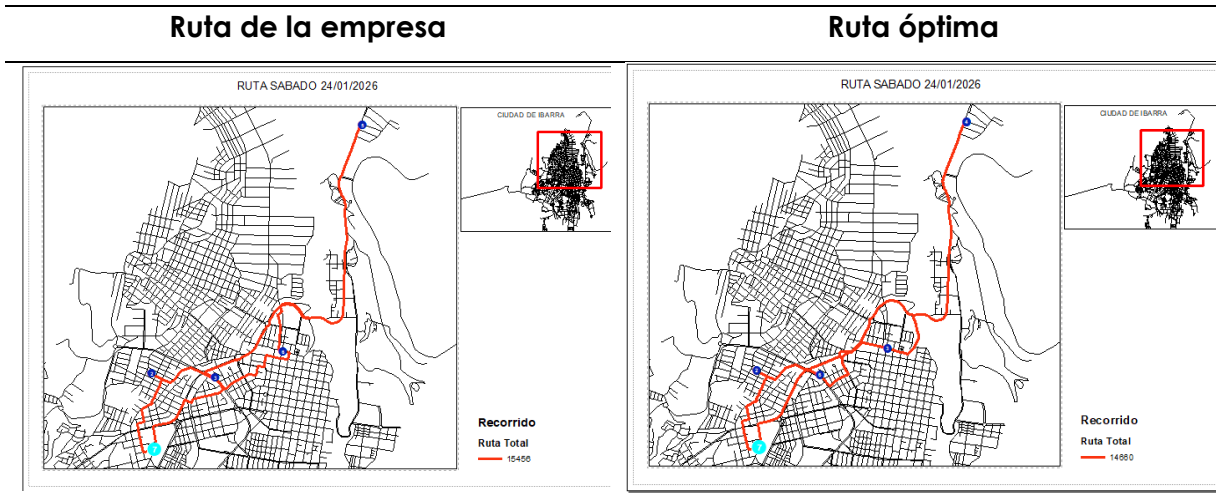 Ruta de la empresa
Ruta óptima
RUTA SABADO 24/01/2026
CIUDAD DE IBARRA
Recorrido
Ruta Total
15456
RUTA SABADO 24/01/2026
CIUDAD DE IBARRA
Recorrido
Ruta Total
14660